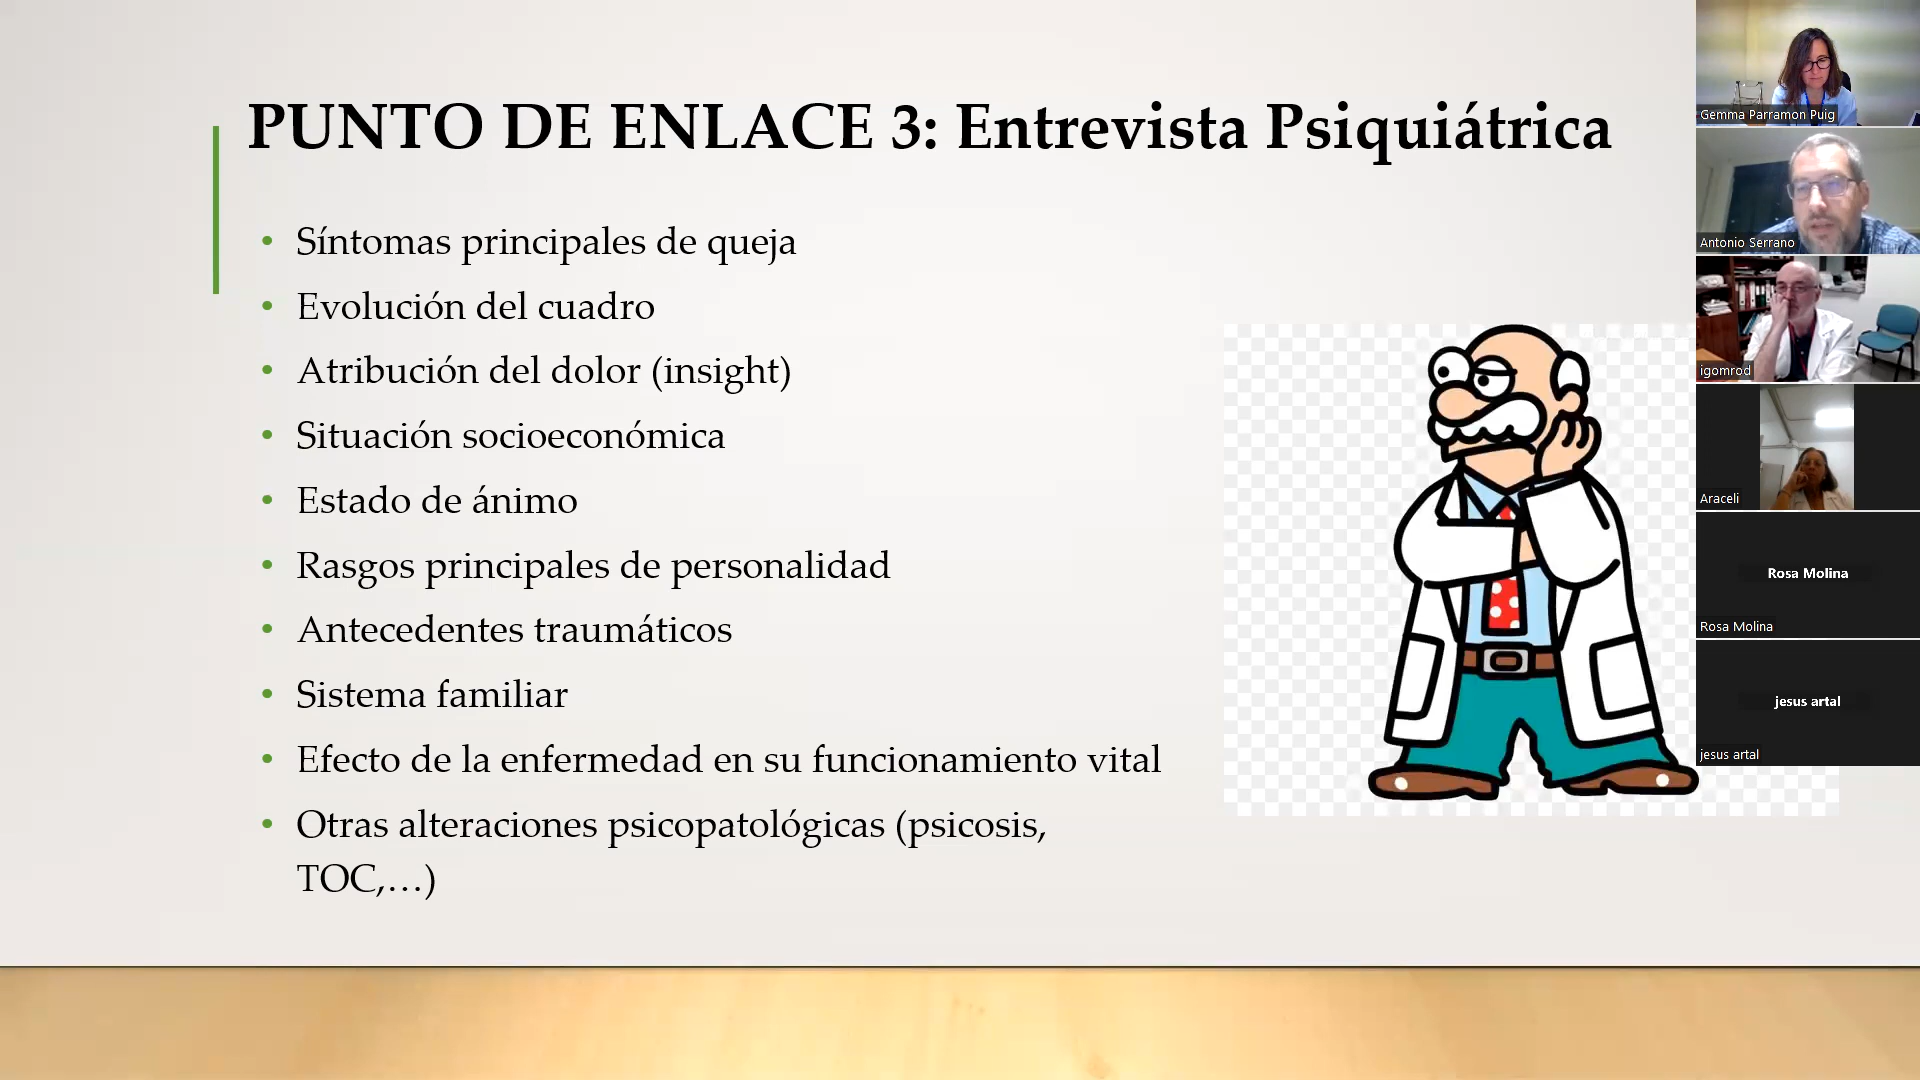 PUNTO DE ENLACE 3: Entrevista Psiquiátrica
• Síntomas principales de queja
• Evolución del cuadro
• Atribución del dolor (insight)
• Situación socioeconómica
• Estado de ánimo
• Rasgos principales de personalidad
• Antecedentes traumáticos
• Sistema familiar
• Efecto de la enfermedad en su funcionamiento vital
• Otras alteraciones psicopatológicas (psicosis,
TOC,...)
Gemma Parramon Puig
Antonio Serrano
igomrod
Araceli
Rosa Molina
Rosa Molina
jesus artal
jesus artal